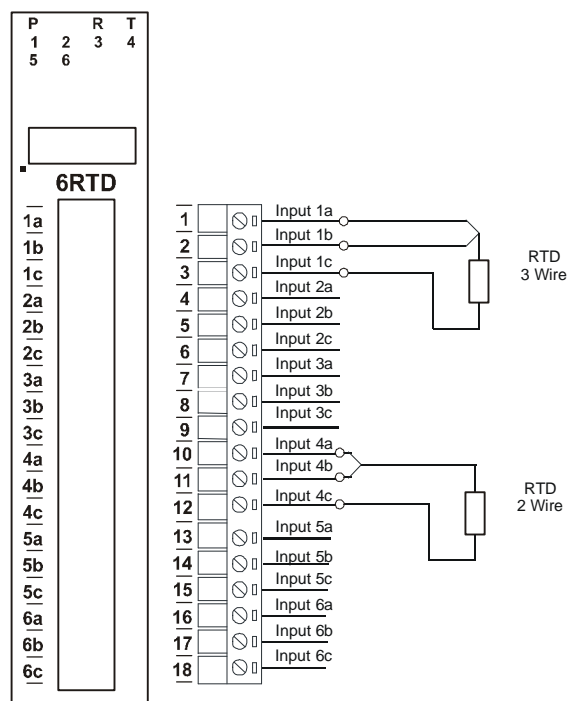 P R T
1 2 3 4
5 6
6RTD
1a
1b
1c
2a
2b
2c
3a
3b
3c
4a
4b
4c
5a
5b
5c
6a
6b
6c
1 Input 1a
2 Input 1b
3 Input 1c
4 Input 2a
5 Input 2b
6 Input 2c
7 Input 3a
8 Input 3b
9 Input 3c
10 Input 4a
11 Input 4b
12 Input 4c
13 Input 5a
14 Input 5b
15 Input 5c
16 Input 6a
17 Input 6b
18 Input 6c
RTD
3 Wire
RTD
2 Wire